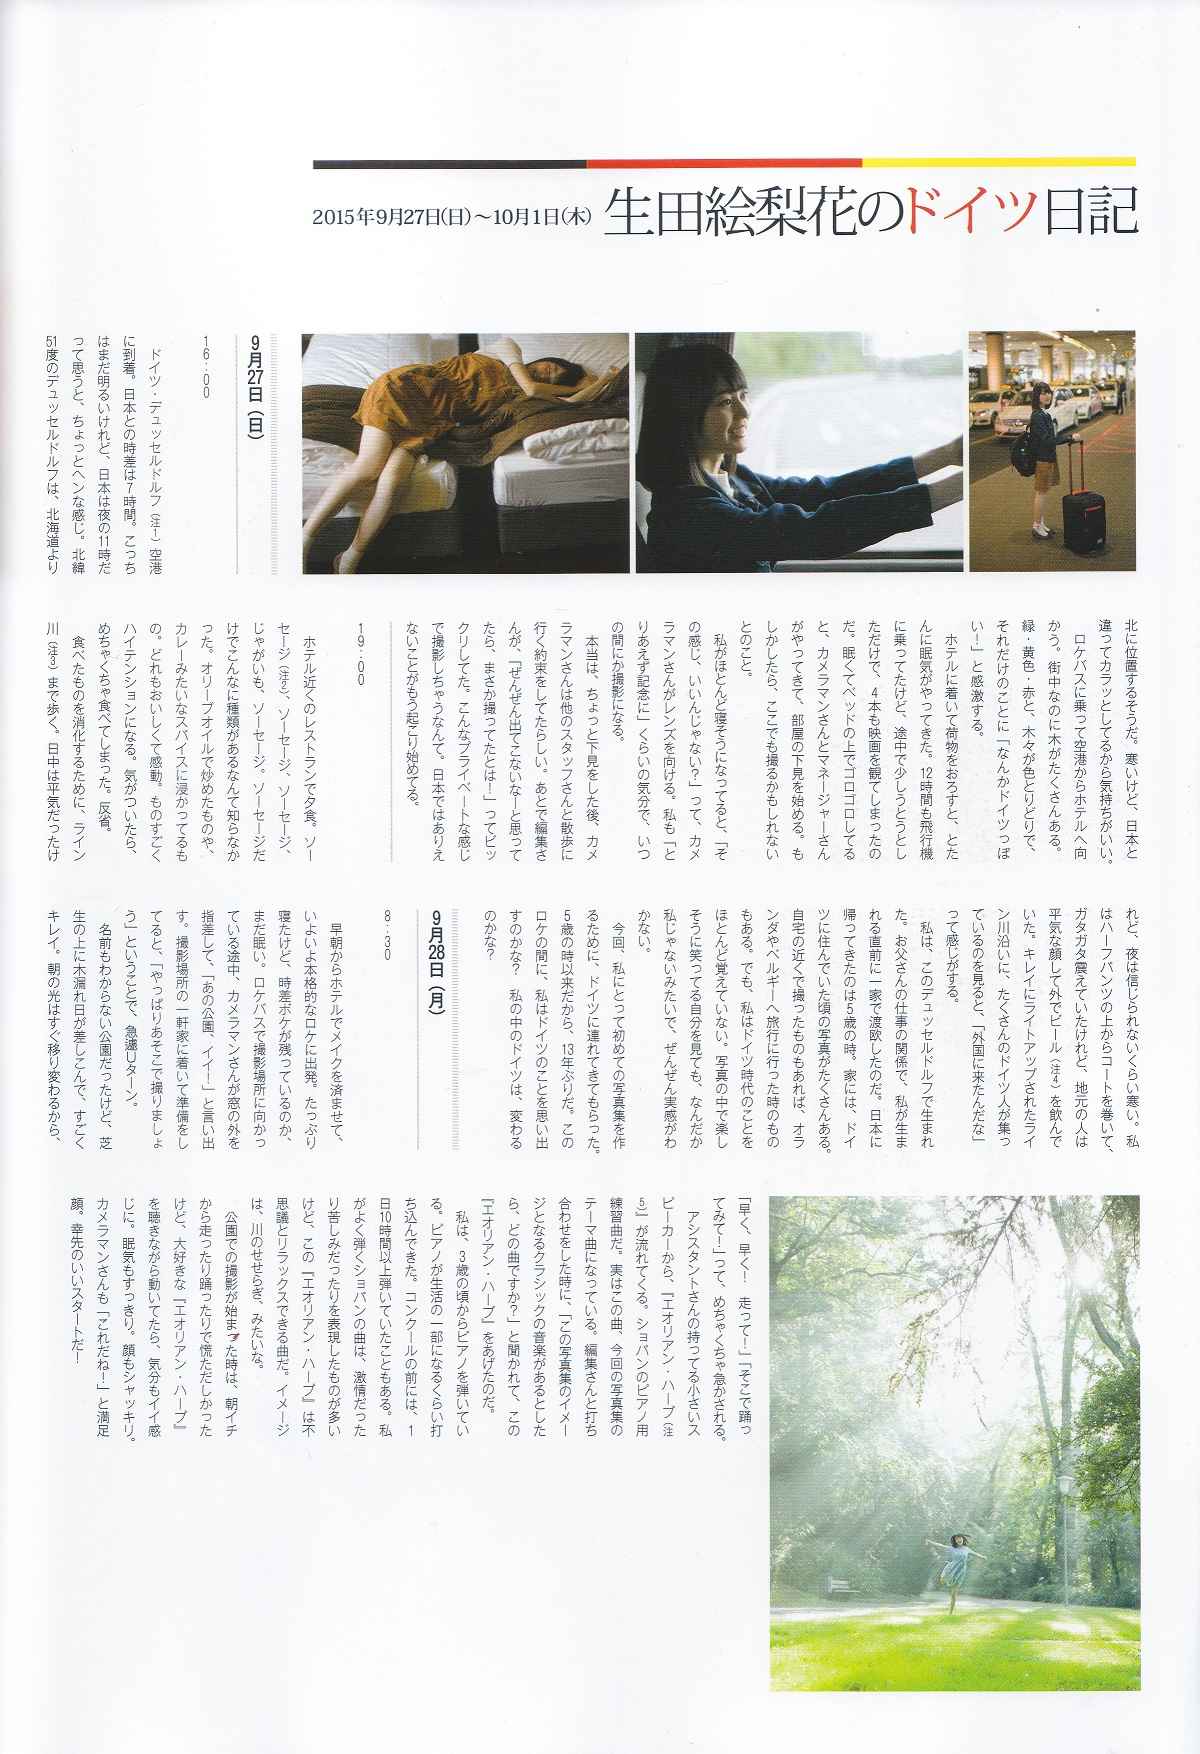 2015年9月27日(日)〜10月1日(木) 生田絵梨花のドイツ日記
9月27日(日)
16:00
ドイツ・デュッセルドルフ(注1)空港
に到着。日本との時差は7時間。こっち
はまだ明るいけれど、日本は夜の11時だ
って思うと、ちょっとヘンな感じ。北緯
51度のデュッセルドルフは、北海道より
北に位置するそうだ。寒いけど、日本と
違ってカラッとしてるから気持ちがいい。
ロケバスに乗って空港からホテルへ向
かう。街中なのに木がたくさんある。
緑・黄色・赤と、木々が色とりどりで、
それだけのことに「なんかドイツっぽ
い!」と感激する。
ホテルに着いて荷物をおろすと、とた
んに眠気がやってきた。12時間も飛行機
に乗ってたけど、途中で少しうとうとし
ただけで、4本も映画を観てしまったの
だ。眠くてベッドの上でゴロゴロしてる
と、カメラマンさんとマネージャーさん
がやってきて、部屋の下見を始める。も
しかしたら、ここでも撮るかもしれない
とのこと。
私がほとんど寝そうになってると、「そ
の感じ、いいんじゃない?」って、カメ
ラマンさんがレンズを向ける。私も「と
りあえず記念に」くらいの気分で、いつ
の間にか撮影になる。
本当は、ちょっと下見をした後、カメ
ラマンさんは他のスタッフさんと散歩に
行く約束をしてたらしい。あとで編集さ
んが、「ぜんぜん出てこないなーと思って
たら、まさか撮ってたとは!」ってビッ
クリしてた。こんなプライベートな感じ
で撮影しちゃうなんて。日本ではありえ
ないことがもう起こり始めてる。
19:00
ホテル近くのレストランで夕食。ソー
セージ(注2)、ソーセージ、ソーセージ、
じゃがいも、ソーセージ。ソーセージだ
けでこんなに種類があるなんて知らなか
った。オリーブオイルで炒めたものや、
カレーみたいなスパイスに浸かってるも
の。どれもおいしくて感動。ものすごく
ハイテンションになる。気がついたら、
めちゃくちゃ食べてしまった。反省。
食べたものを消化するために、ライン
川(注3)まで歩く。日中は平気だったけ
れど、夜は信じられないくらい寒い。私
はハーフパンツの上からコートを巻いて、
ガタガタ震えていたけれど、地元の人は
平気な顔して外でビール(注4)を飲んで
いた。キレイにライトアップされたライ
ン川沿いに、たくさんのドイツ人が集っ
ているのを見ると、「外国に来たんだな」
って感じがする。
私は、このデュッセルドルフで生まれ
た。お父さんの仕事の関係で、私が生ま
れる直前に一家で渡欧したのだ。日本に
帰ってきたのは5歳の時。家には、ドイ
ツに住んでいた頃の写真がたくさんある。
自宅の近くで撮ったものもあれば、オラ
ンダやベルギーへ旅行に行った時のもの
もある。でも、私はドイツ時代のことを
ほとんど覚えていない。写真の中で楽し
そうに笑ってる自分を見ても、なんだか
私じゃないみたいで、ぜんぜん実感がわ
かない。
今回、私にとって初めての写真集を作
るために、ドイツに連れてきてもらった。
5歳の時以来だから、13年ぶりだ。この
ロケの間に、私はドイツのことを思い出
すのかな? 私の中のドイツは、変わる
のかな?
9月28日(月)
8:30
早朝からホテルでメイクを済ませて、
いよいよ本格的なロケに出発。たっぷり
寝たけど、時差ボケが残っているのか、
まだ眠い。ロケバスで撮影場所に向かっ
ている途中、カメラマンさんが窓の外を
指差して、「あの公園、イイ!」と言い出
す。撮影場所の一軒家に着いて準備をし
てると、「やっぱりあそこで撮りましょ
う」ということで、急遽Uターン。
名前もわからない公園だったけど、芝
生の上に木漏れ日が差しこんで、すごく
キレイ。朝の光はすぐ移り変わるから、
「早く、早く! 走って!」「そこで踊っ
てみて!」って、めちゃくちゃ急かされる。
アシスタントさんの持ってる小さいス
ピーカーから、『エオリアン・ハープ(注
5)』が流れてくる。ショパンのピアノ用
練習曲だ。実はこの曲、今回の写真集の
テーマ曲になっている。編集さんと打ち
合わせをした時に、「この写真集のイメー
ジとなるクラシックの音楽があるとした
ら、どの曲ですか?」と聞かれて、この
『エオリアン・ハープ』をあげたのだ。
私は、3歳の頃からピアノを弾いてい
る。ピアノが生活の一部になるくらい打
ち込んできた。コンクールの前には、1
日10時間以上弾いていたこともある。私
がよく弾くショパンの曲は、激情だった
り苦しみだったりを表現したものが多い
けど、この『エオリアン・ハープ』は不
思議とリラックスできる曲だ。イメージ
は、川のせせらぎ、みたいな。
公園での撮影が始まった時は、朝イチ
から走ったり踊ったりで慌ただしかった
けど、大好きな『エオリアン・ハープ』
を聴きながら動いてたら、気分もイイ感
じに。眠気もすっきり。顔もシャッキリ。
カメラマンさんも「これだね!」と満足
顔。幸先のいいスタートだ!